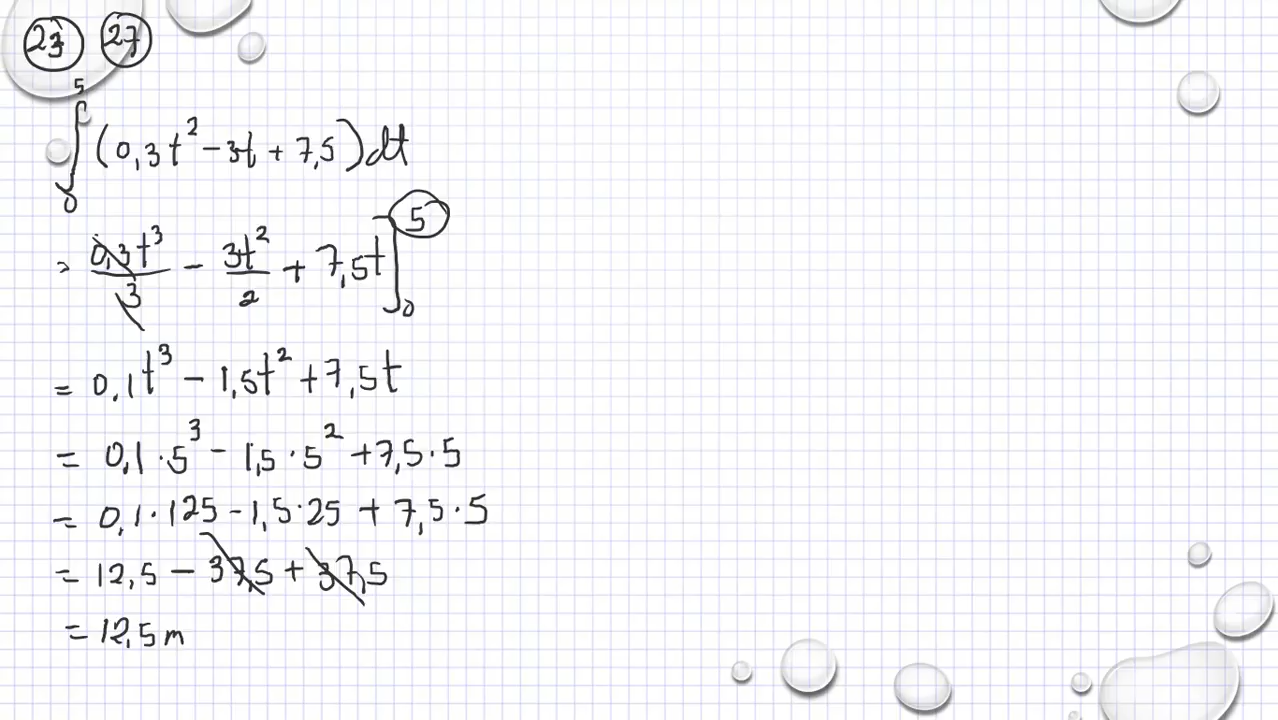 23 27
∫₀⁵ (0,3t² - 3t + 7,5) dt
= 0,3t³/3 - 3t²/2 + 7,5t ]₀⁵
= 0,1t³ - 1,5t² + 7,5t
= 0,1 · 5³ - 1,5 · 5² + 7,5 · 5
= 0,1 · 125 - 1,5 · 25 + 7,5 · 5
= 12,5 - 37,5 + 37,5
= 12,5 m